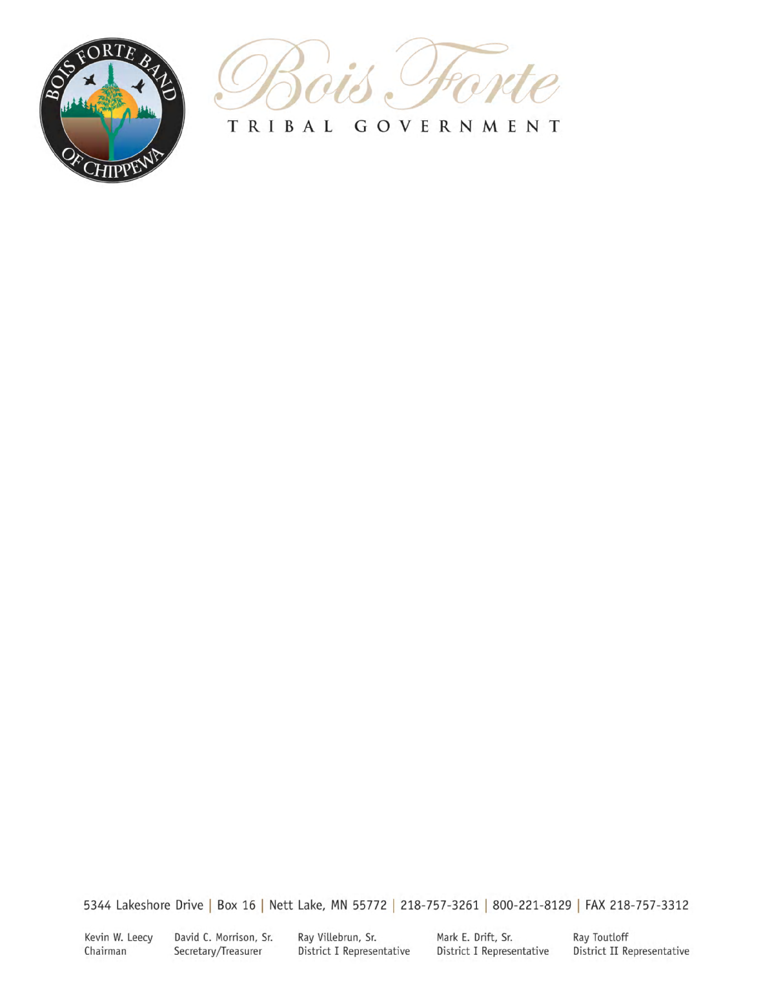 BOIS FORTE BAND
OF CHIPPEWA
Bois Forte
TRIBAL GOVERNMENT
5344 Lakeshore Drive | Box 16 | Nett Lake, MN 55772 | 218-757-3261 | 800-221-8129 | FAX 218-757-3312
Kevin W. Leecy David C. Morrison, Sr. Ray Villebrun, Sr. Mark E. Drift, Sr. Ray Toutloff
Chairman Secretary/Treasurer District I Representative District I Representative District II Representative